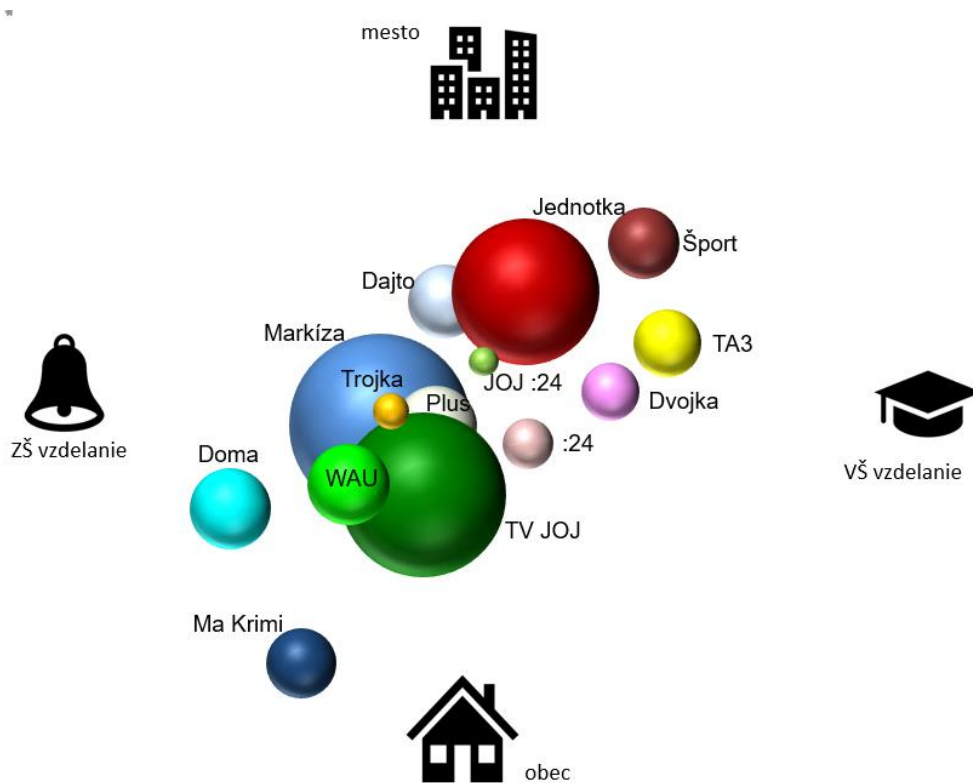 mesto
Jednotka
Šport
Dajto
Markíza
TA3
Trojka
JOJ :24
Plus
Dvojka
ZŠ vzdelanie
:24
Doma
WAU
VŠ vzdelanie
TV JOJ
Ma Krimi
obec